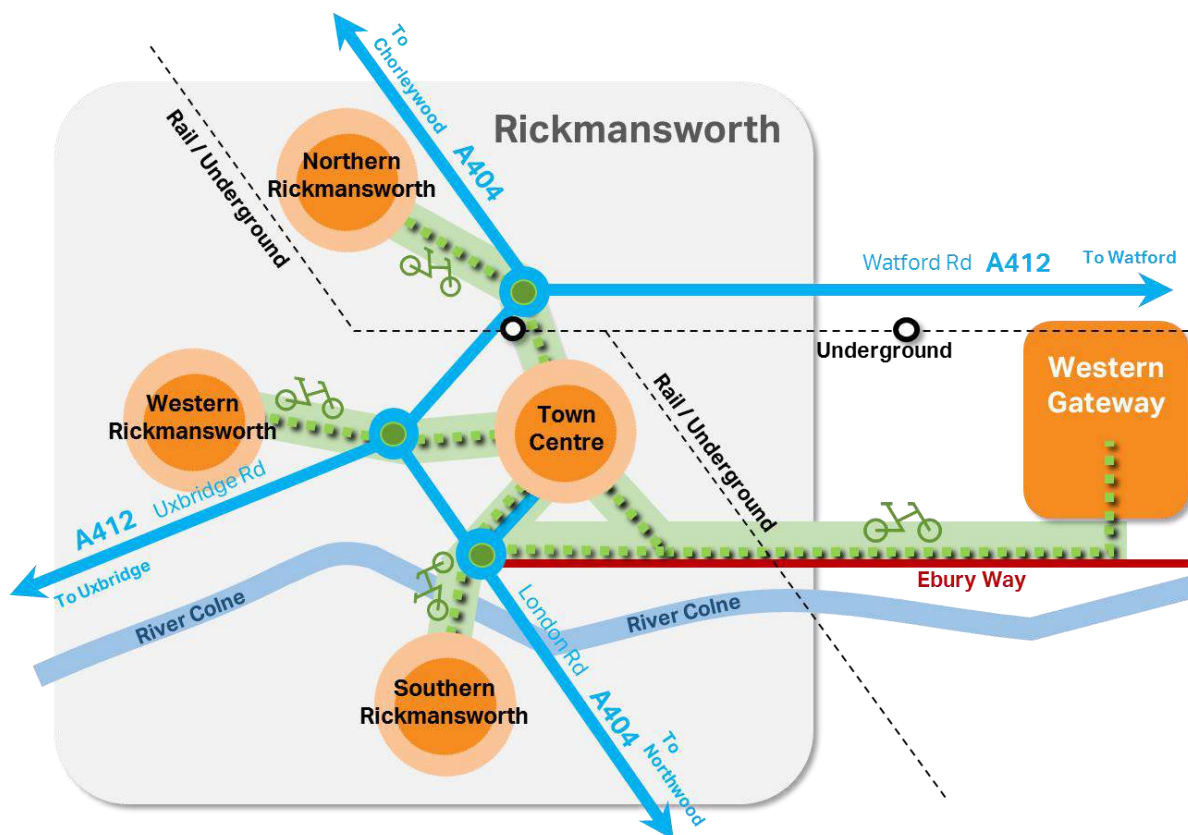 To
Chorleywood
A404
Rickmansworth
Rail / Underground
Northern
Rickmansworth
Watford Rd A412 To Watford
Underground
Western
Gateway
Western
Rickmansworth
Town
Centre
Rail / Underground
A412 Uxbridge Rd
To Uxbridge
Ebury Way
River Colne
River Colne
London Rd
A404
To
Northwood
Southern
Rickmansworth